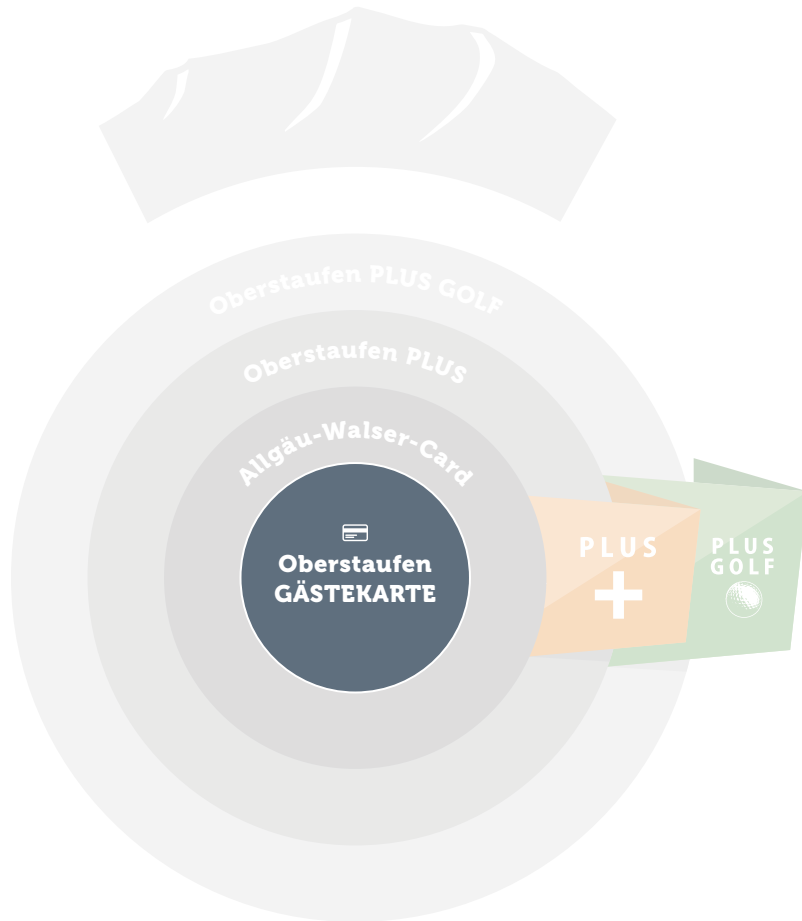 Oberstaufen PLUS GOLF
Oberstaufen PLUS
Allgäu-Walser-Card
Oberstaufen
GÄSTEKARTE
PLUS
PLUS
GOLF